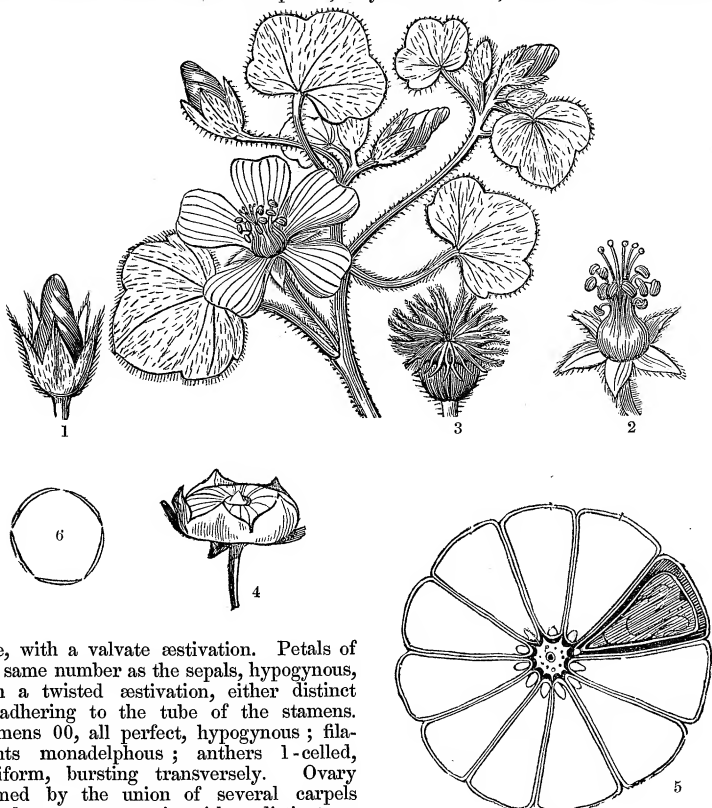 1
3
2
6
4
5
e, with a valvate æstivation. Petals of
same number as the sepals, hypogynous,
a twisted æstivation, either distinct
adhering to the tube of the stamens.
mens 00, all perfect, hypogynous ; fila-
nts monadelphous ; anthers 1-celled,
iform, bursting transversely. Ovary
med by the union of several carpels